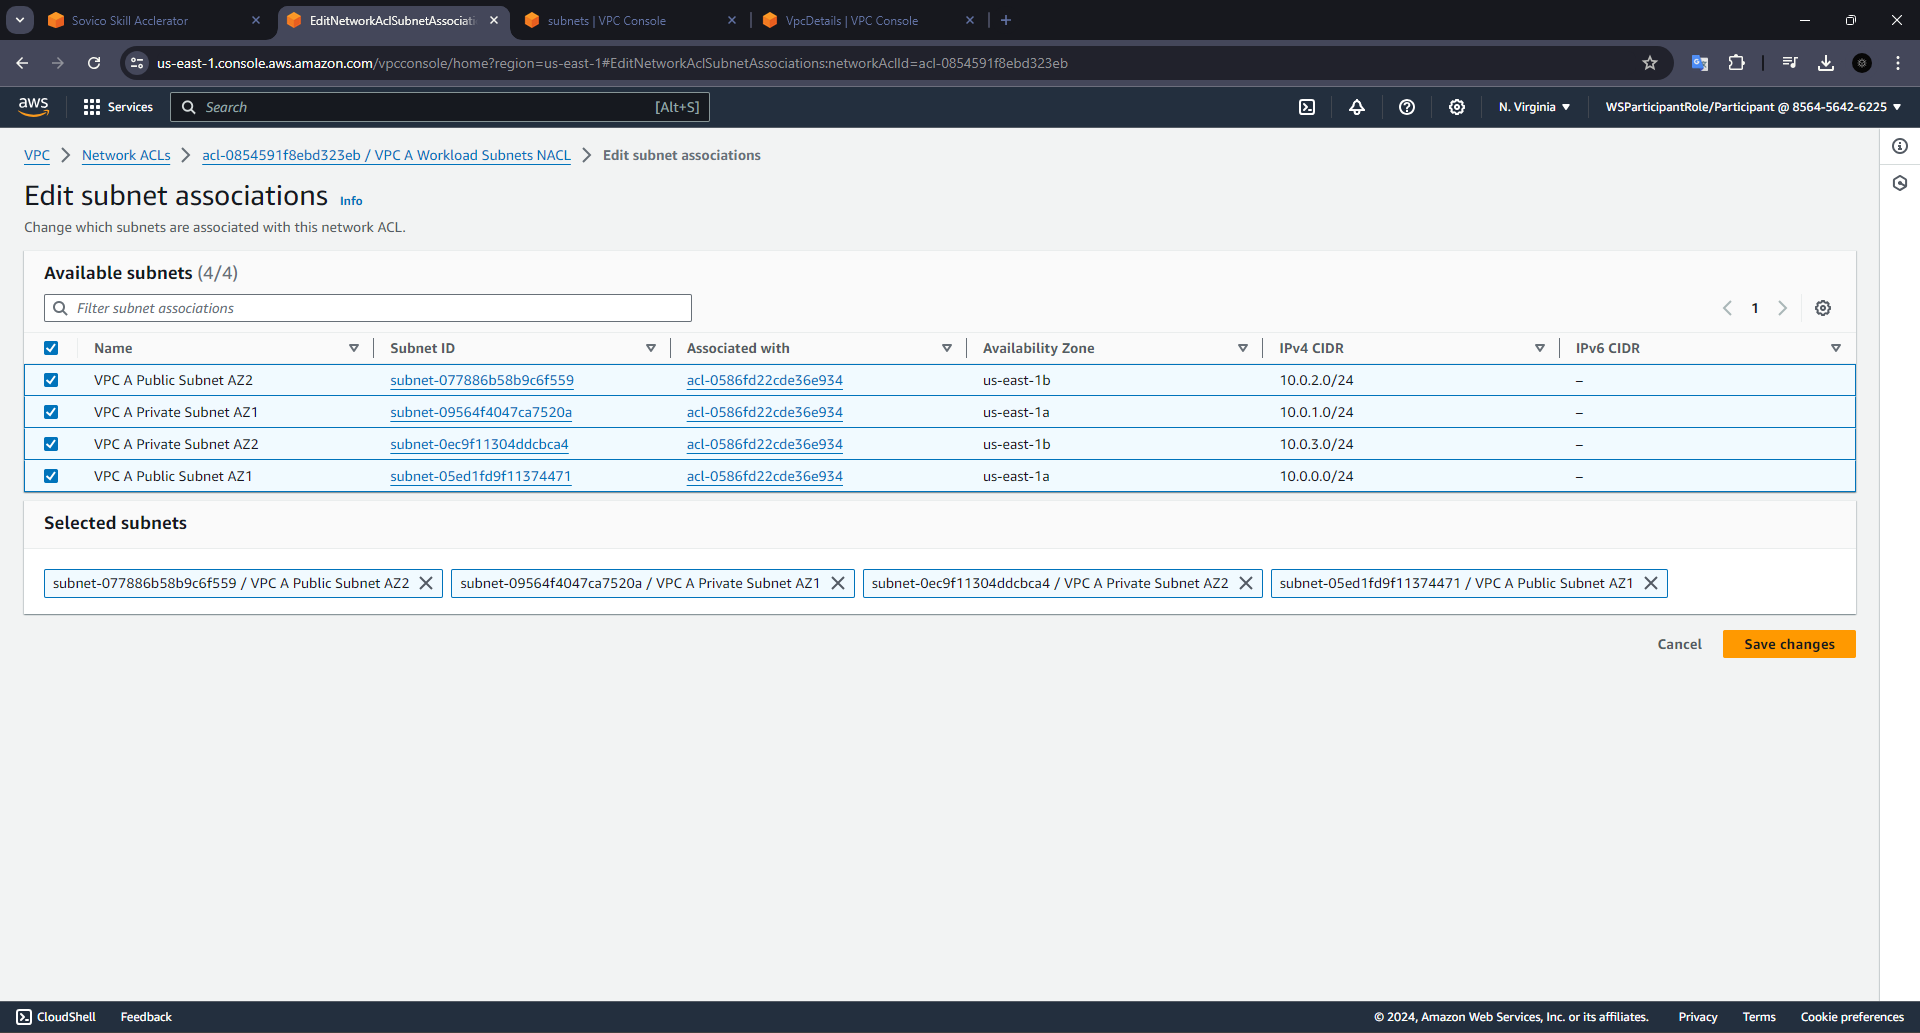 Sovico Skill Acclerator
EditNetworkAclSubnetAssociati
subnets | VPC Console
VpcDetails | VPC Console
us-east-1.console.aws.amazon.com/vpcconsole/home?region=us-east-1#EditNetworkAclSubnetAssociations:networkAclId=acl-0854591f8ebd323eb
aws Services Search [Alt+S] N. Virginia WSParticipantRole/Participant @ 8564-5642-6225
VPC Network ACLs acl-0854591f8ebd323eb / VPC A Workload Subnets NACL Edit subnet associations
Edit subnet associations Info
Change which subnets are associated with this network ACL.
Available subnets (4/4)
Filter subnet associations 1
Name Subnet ID Associated with Availability Zone IPv4 CIDR IPv6 CIDR
VPC A Public Subnet AZ2 subnet-077886b58b9c6f559 acl-0586fd22cde36e934 us-east-1b 10.0.2.0/24 –
VPC A Private Subnet AZ1 subnet-09564f4047ca7520a acl-0586fd22cde36e934 us-east-1a 10.0.1.0/24 –
VPC A Private Subnet AZ2 subnet-0ec9f11304ddcbca4 acl-0586fd22cde36e934 us-east-1b 10.0.3.0/24 –
VPC A Public Subnet AZ1 subnet-05ed1fd9f11374471 acl-0586fd22cde36e934 us-east-1a 10.0.0.0/24 –
Selected subnets
subnet-077886b58b9c6f559 / VPC A Public Subnet AZ2 subnet-09564f4047ca7520a / VPC A Private Subnet AZ1 subnet-0ec9f11304ddcbca4 / VPC A Private Subnet AZ2 subnet-05ed1fd9f11374471 / VPC A Public Subnet AZ1
Cancel Save changes
CloudShell Feedback © 2024, Amazon Web Services, Inc. or its affiliates. Privacy Terms Cookie preferences